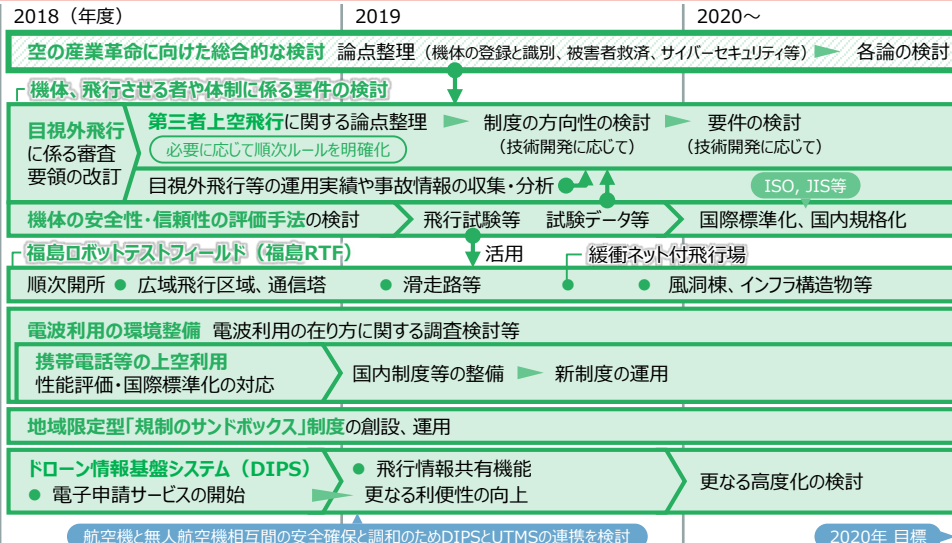 2018（年度）
2019
2020～
空の産業革命に向けた総合的な検討 論点整理（機体の登録と識別、被害者救済、サイバーセキュリティ等） 各論の検討
機体、飛行させる者や体制に係る要件の検討
目視外飛行
に係る審査
要領の改訂
第三者上空飛行に関する論点整理 制度の方向性の検討 要件の検討
必要に応じて順次ルールを明確化
（技術開発に応じて）
（技術開発に応じて）
目視外飛行等の運用実績や事故情報の収集・分析
ISO, JIS等
機体の安全性・信頼性の評価手法の検討 飛行試験等 試験データ等 国際標準化、国内規格化
福島ロボットテストフィールド（福島RTF）
活用
緩衝ネット付飛行場
順次開所 ● 広域飛行区域、通信塔 ● 滑走路等 ● ● 風洞棟、インフラ構造物等
電波利用の環境整備 電波利用の在り方に関する調査検討等
携帯電話等の上空利用
性能評価・国際標準化の対応
国内制度等の整備 新制度の運用
地域限定型「規制のサンドボックス」制度の創設、運用
ドローン情報基盤システム（DIPS）
● 電子申請サービスの開始
● 飛行情報共有機能
更なる利便性の向上
更なる高度化の検討
航空機と無人航空機相互間の安全確保と調和のためDIPSとUTMSの連携を検討
2020年 目標